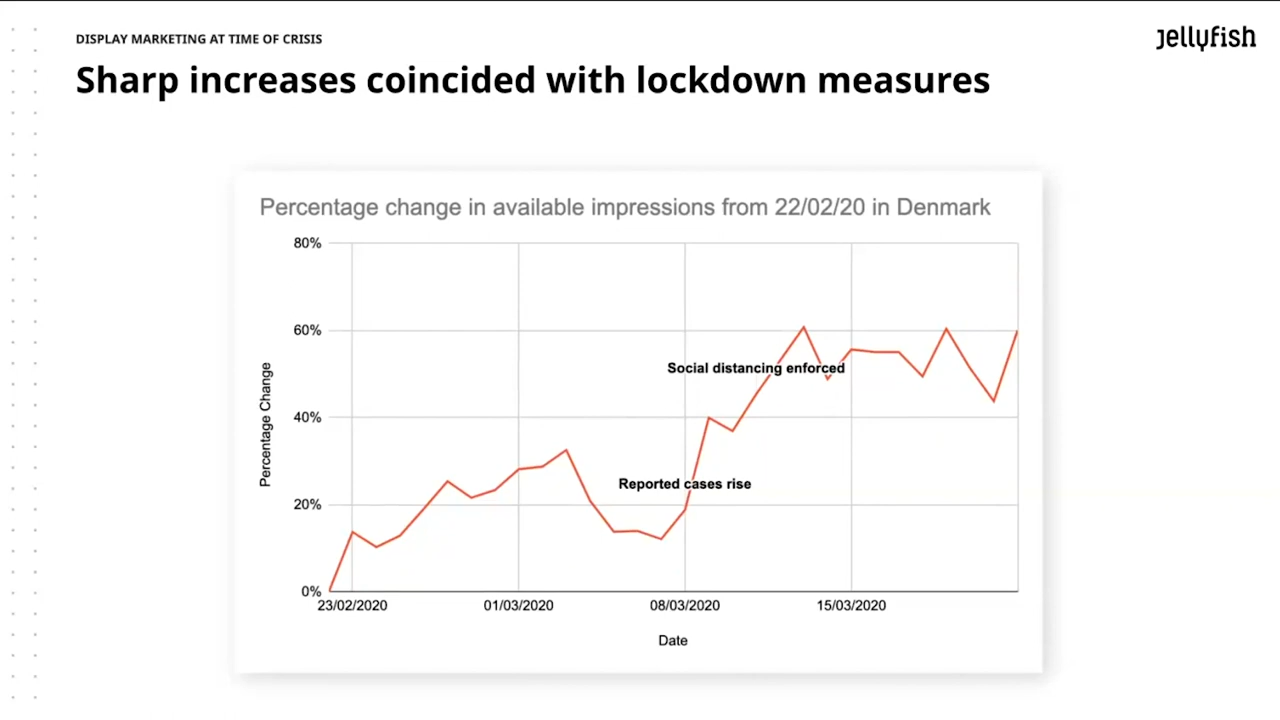 DISPLAY MARKETING AT TIME OF CRISIS
jellyfish
Sharp increases coincided with lockdown measures
Percentage change in available impressions from 22/02/20 in Denmark
80%
60%
Social distancing enforced
40%
Reported cases rise
20%
0%
Percentage Change
23/02/2020
01/03/2020
08/03/2020
15/03/2020
Date